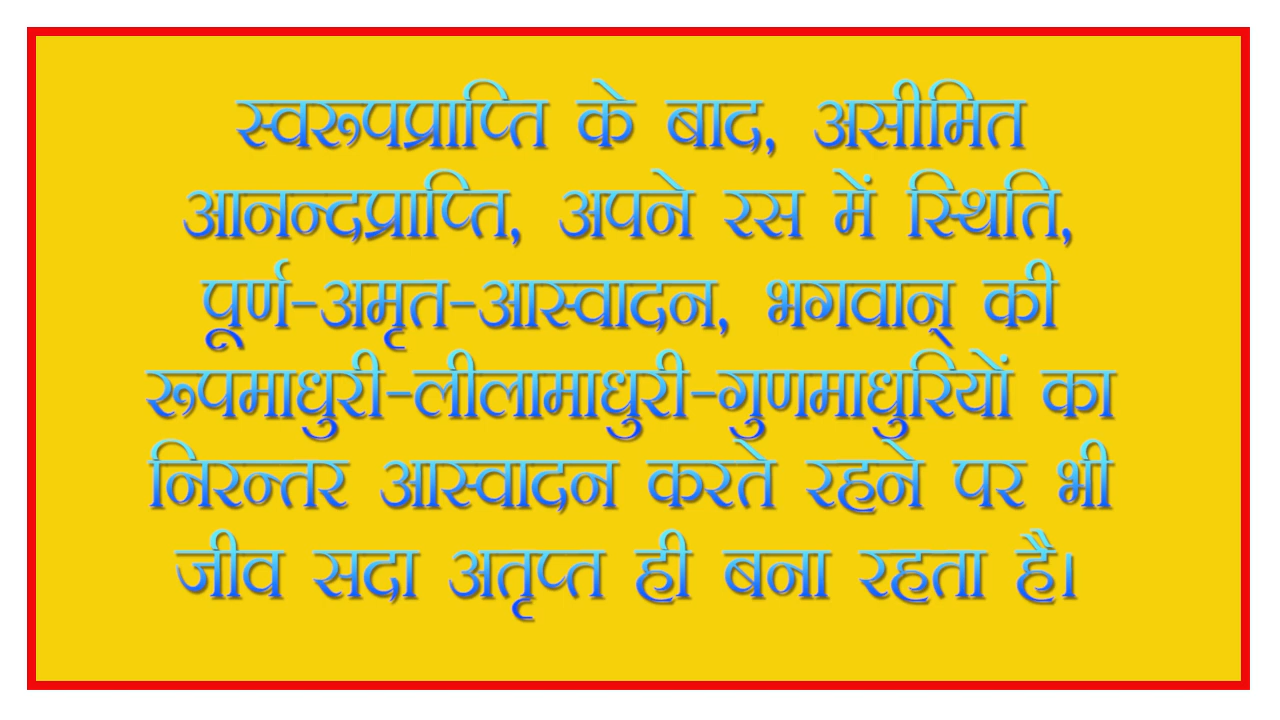 स्वरूपप्राप्ति के बाद, असीमित
आनन्दप्राप्ति, अपने रस में स्थिति,
पूर्ण-अमृत-आस्वादन, भगवान् की
रूपमाधुरी-लीलामाधुरी-गुणमाधुरियों का
निरन्तर आस्वादन करते रहने पर भी
जीव सदा अतृप्त ही बना रहता है।